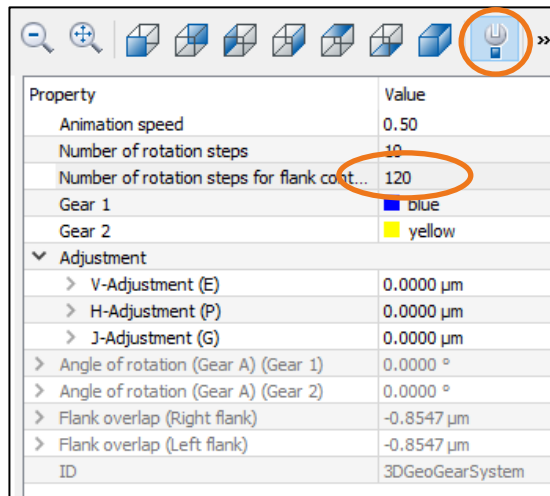 »
Property Value
Animation speed 0.50
Number of rotation steps 10
Number of rotation steps for flank cont... 120
Gear 1 blue
Gear 2 yellow
Adjustment
V-Adjustment (E) 0.0000 µm
H-Adjustment (P) 0.0000 µm
J-Adjustment (G) 0.0000 µm
Angle of rotation (Gear A) (Gear 1) 0.0000 °
Angle of rotation (Gear A) (Gear 2) 0.0000 °
Flank overlap (Right flank) -0.8547 µm
Flank overlap (Left flank) -0.8547 µm
ID 3DGeoGearSystem